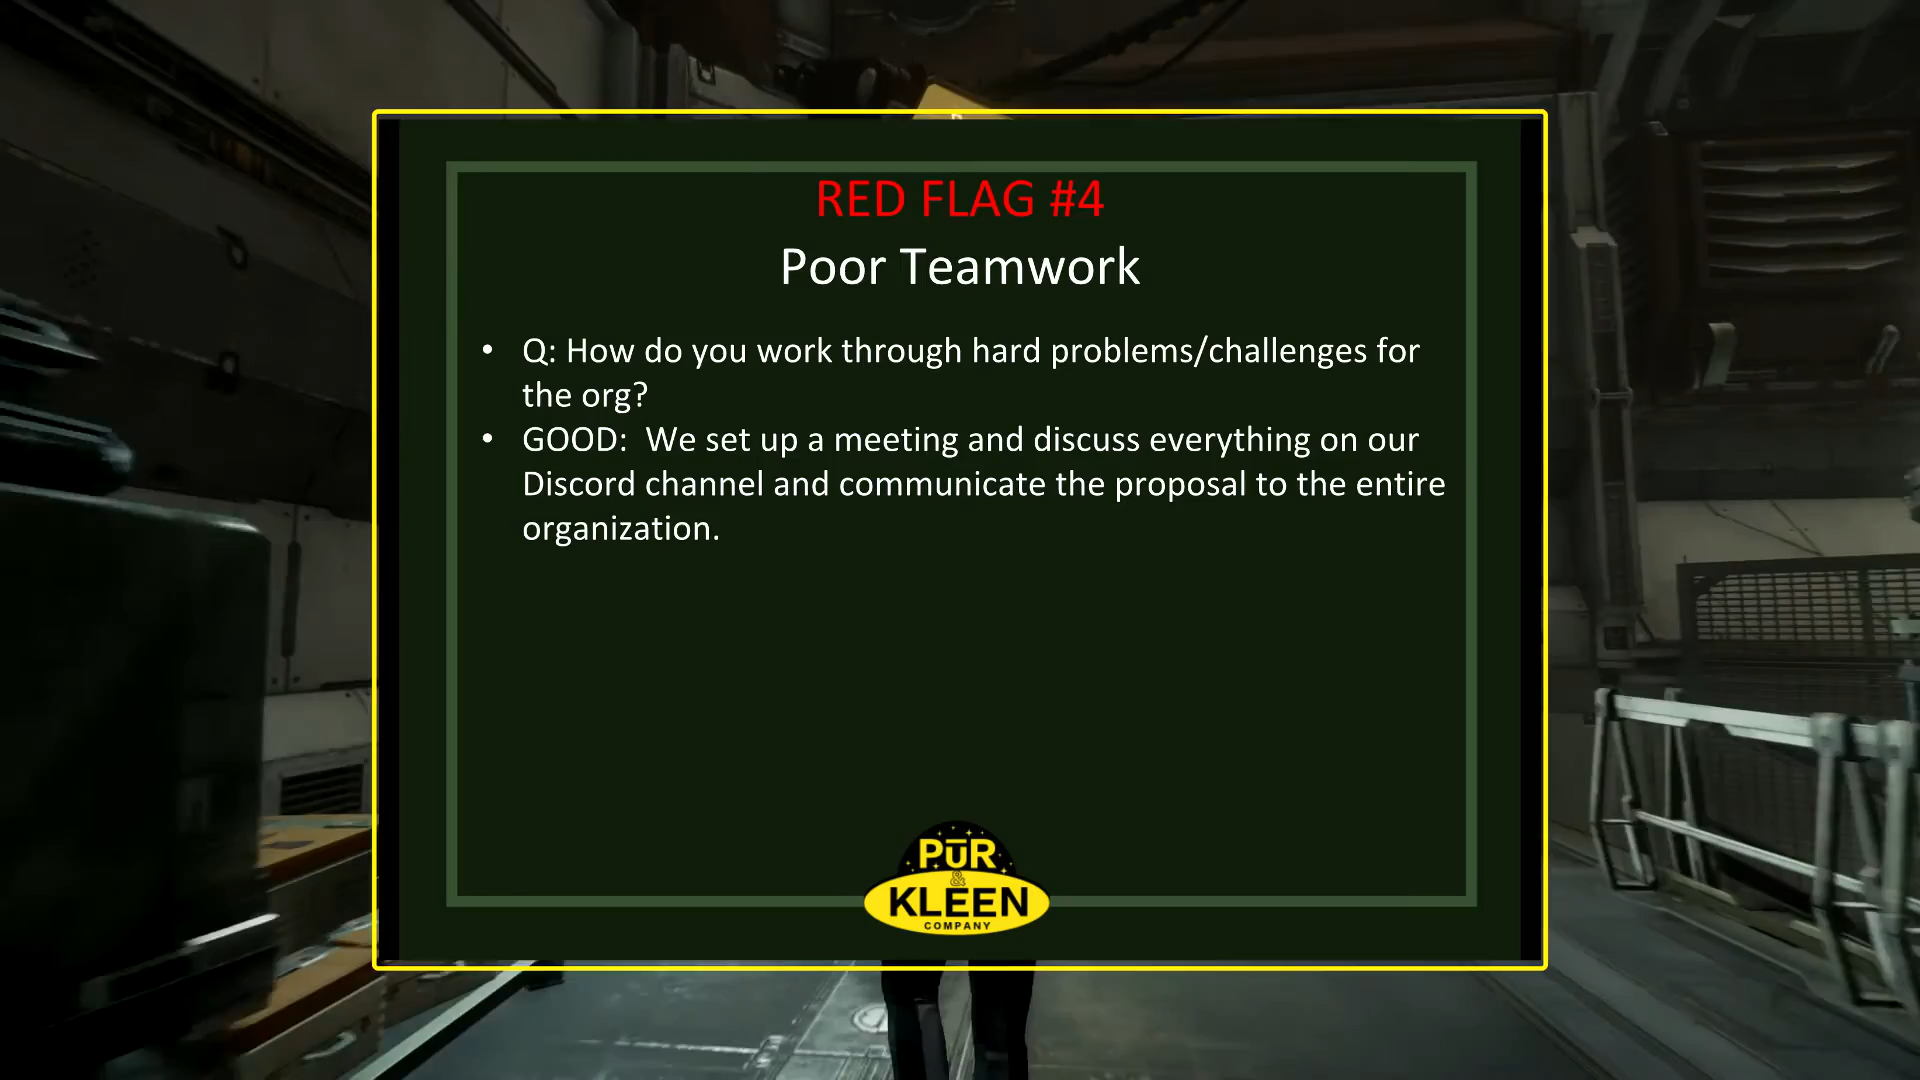 RED FLAG #4
Poor Teamwork
• Q: How do you work through hard problems/challenges for
the org?
• GOOD:  We set up a meeting and discuss everything on our
Discord channel and communicate the proposal to the entire
organization.
PūR
&
KLEEN
COMPANY